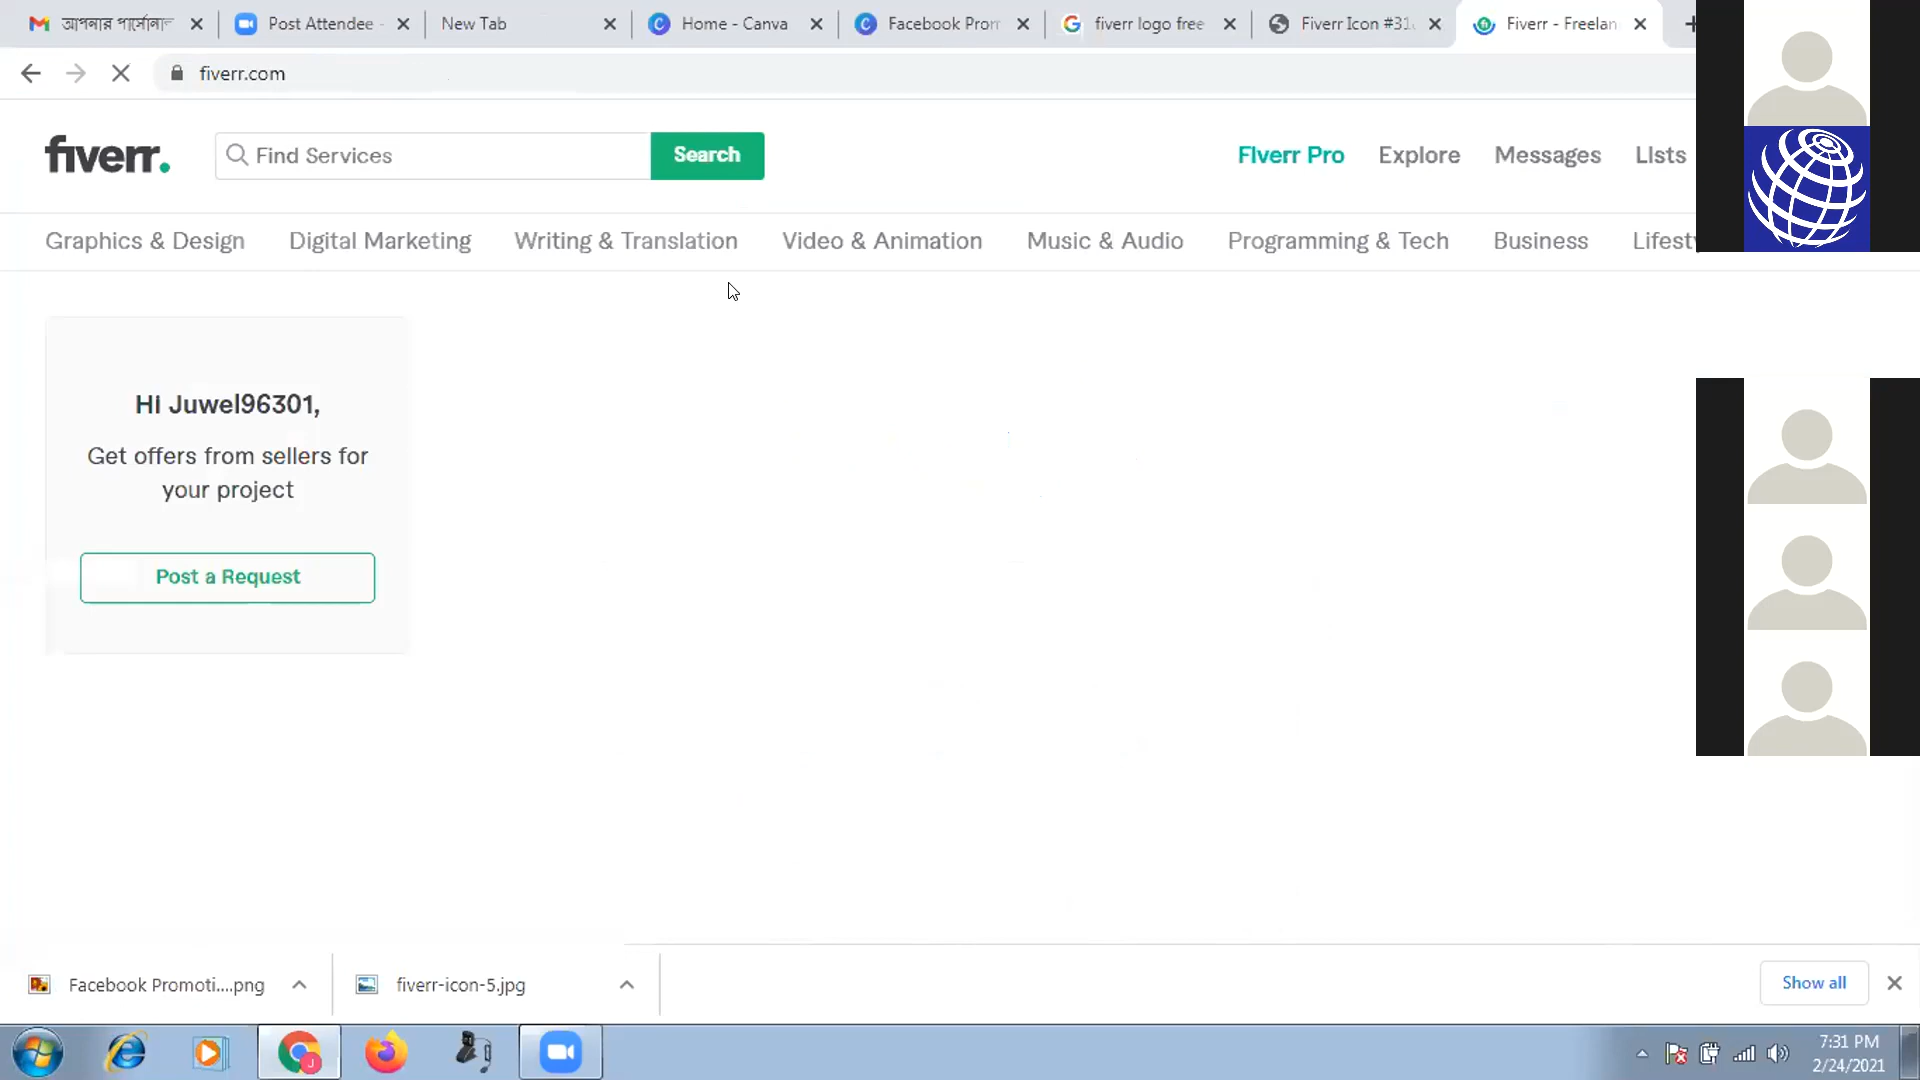 আপনার পার্সোনাল
Post Attendee -
New Tab
Home - Canva
Facebook Prom
fiverr logo free
Fiverr Icon #31
Fiverr - Freelan
fiverr.com
fiverr.
Find Services
Search
Fiverr Pro
Explore
Messages
Lists
Graphics & Design
Digital Marketing
Writing & Translation
Video & Animation
Music & Audio
Programming & Tech
Business
Lifest
Hi Juwel96301,
Get offers from sellers for
your project
Post a Request
Facebook Promoti....png
fiverr-icon-5.jpg
Show all
7:31 PM
2/24/2021